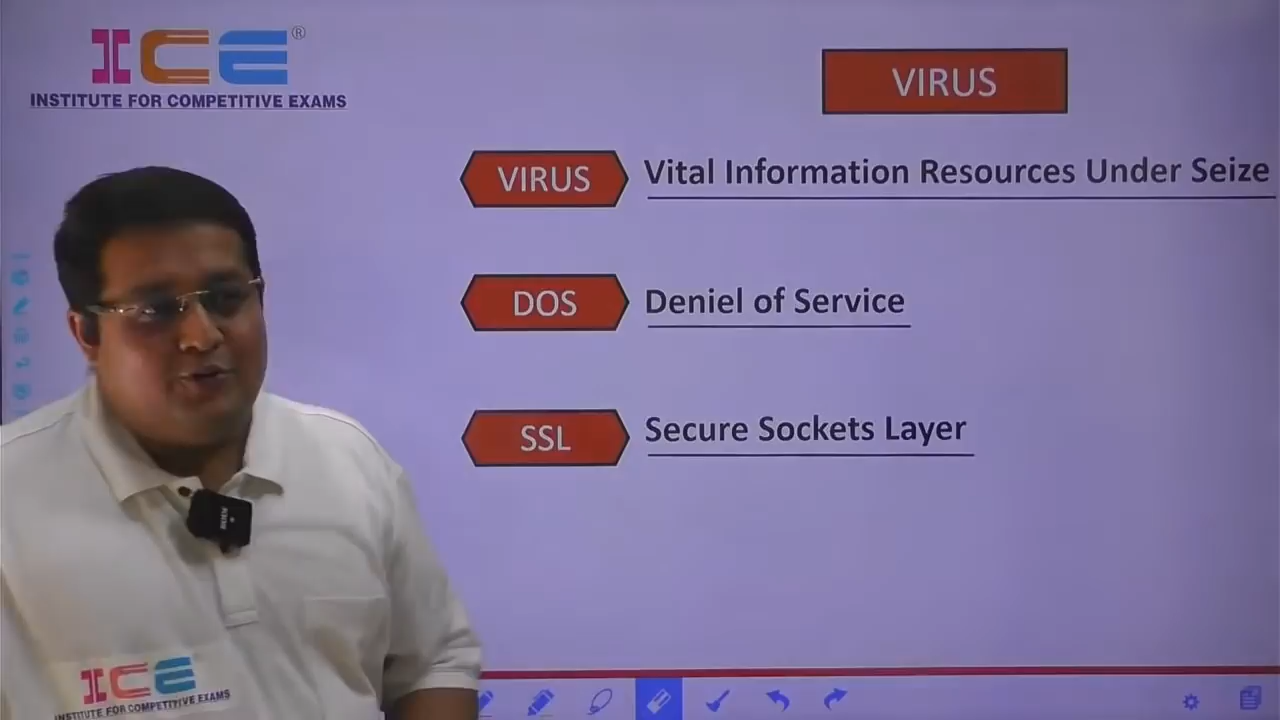 ICE®
INSTITUTE FOR COMPETITIVE EXAMS
VIRUS
VIRUS Vital Information Resources Under Seize
DOS Deniel of Service
SSL Secure Sockets Layer
ICE
INSTITUTE FOR COMPETITIVE EXAMS